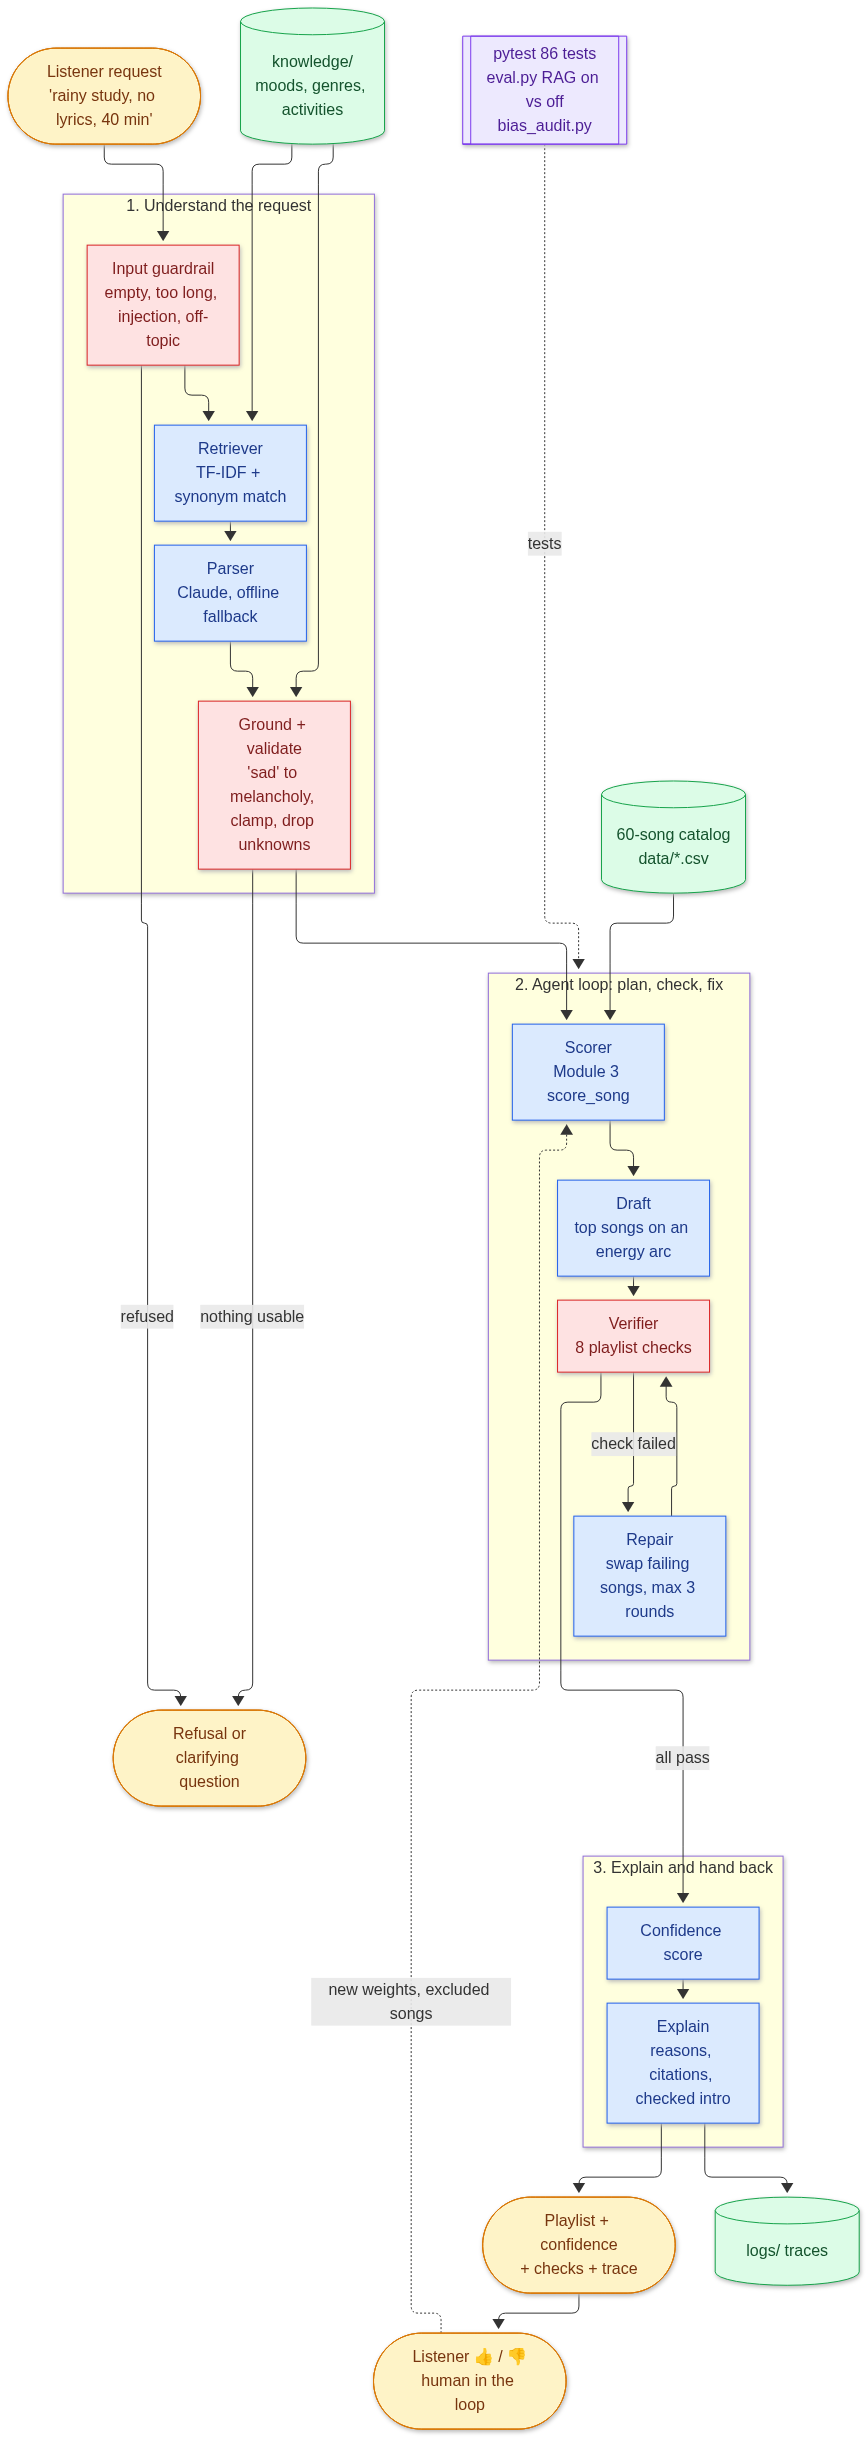 Listener request
'rainy study, no
lyrics, 40 min'
knowledge/
moods, genres,
activities
pytest 86 tests
eval.py RAG on
vs off
bias_audit.py
1. Understand the request
Input guardrail
empty, too long,
injection, off-
topic
Retriever
TF-IDF +
synonym match
Parser
Claude, offline
fallback
tests
Ground +
validate
'sad' to
melancholy,
clamp, drop
unknowns
60-song catalog
data/*.csv
2. Agent loop: plan, check, fix
Scorer
Module 3
score_song
Draft
top songs on an
energy arc
Verifier
8 playlist checks
refused
nothing usable
check failed
Repair
swap failing
songs, max 3
rounds
Refusal or
clarifying
question
all pass
3. Explain and hand back
Confidence
score
new weights, excluded
songs
Explain
reasons,
citations,
checked intro
Playlist +
confidence
+ checks + trace
logs/ traces
Listener 👍 / 👎
human in the
loop